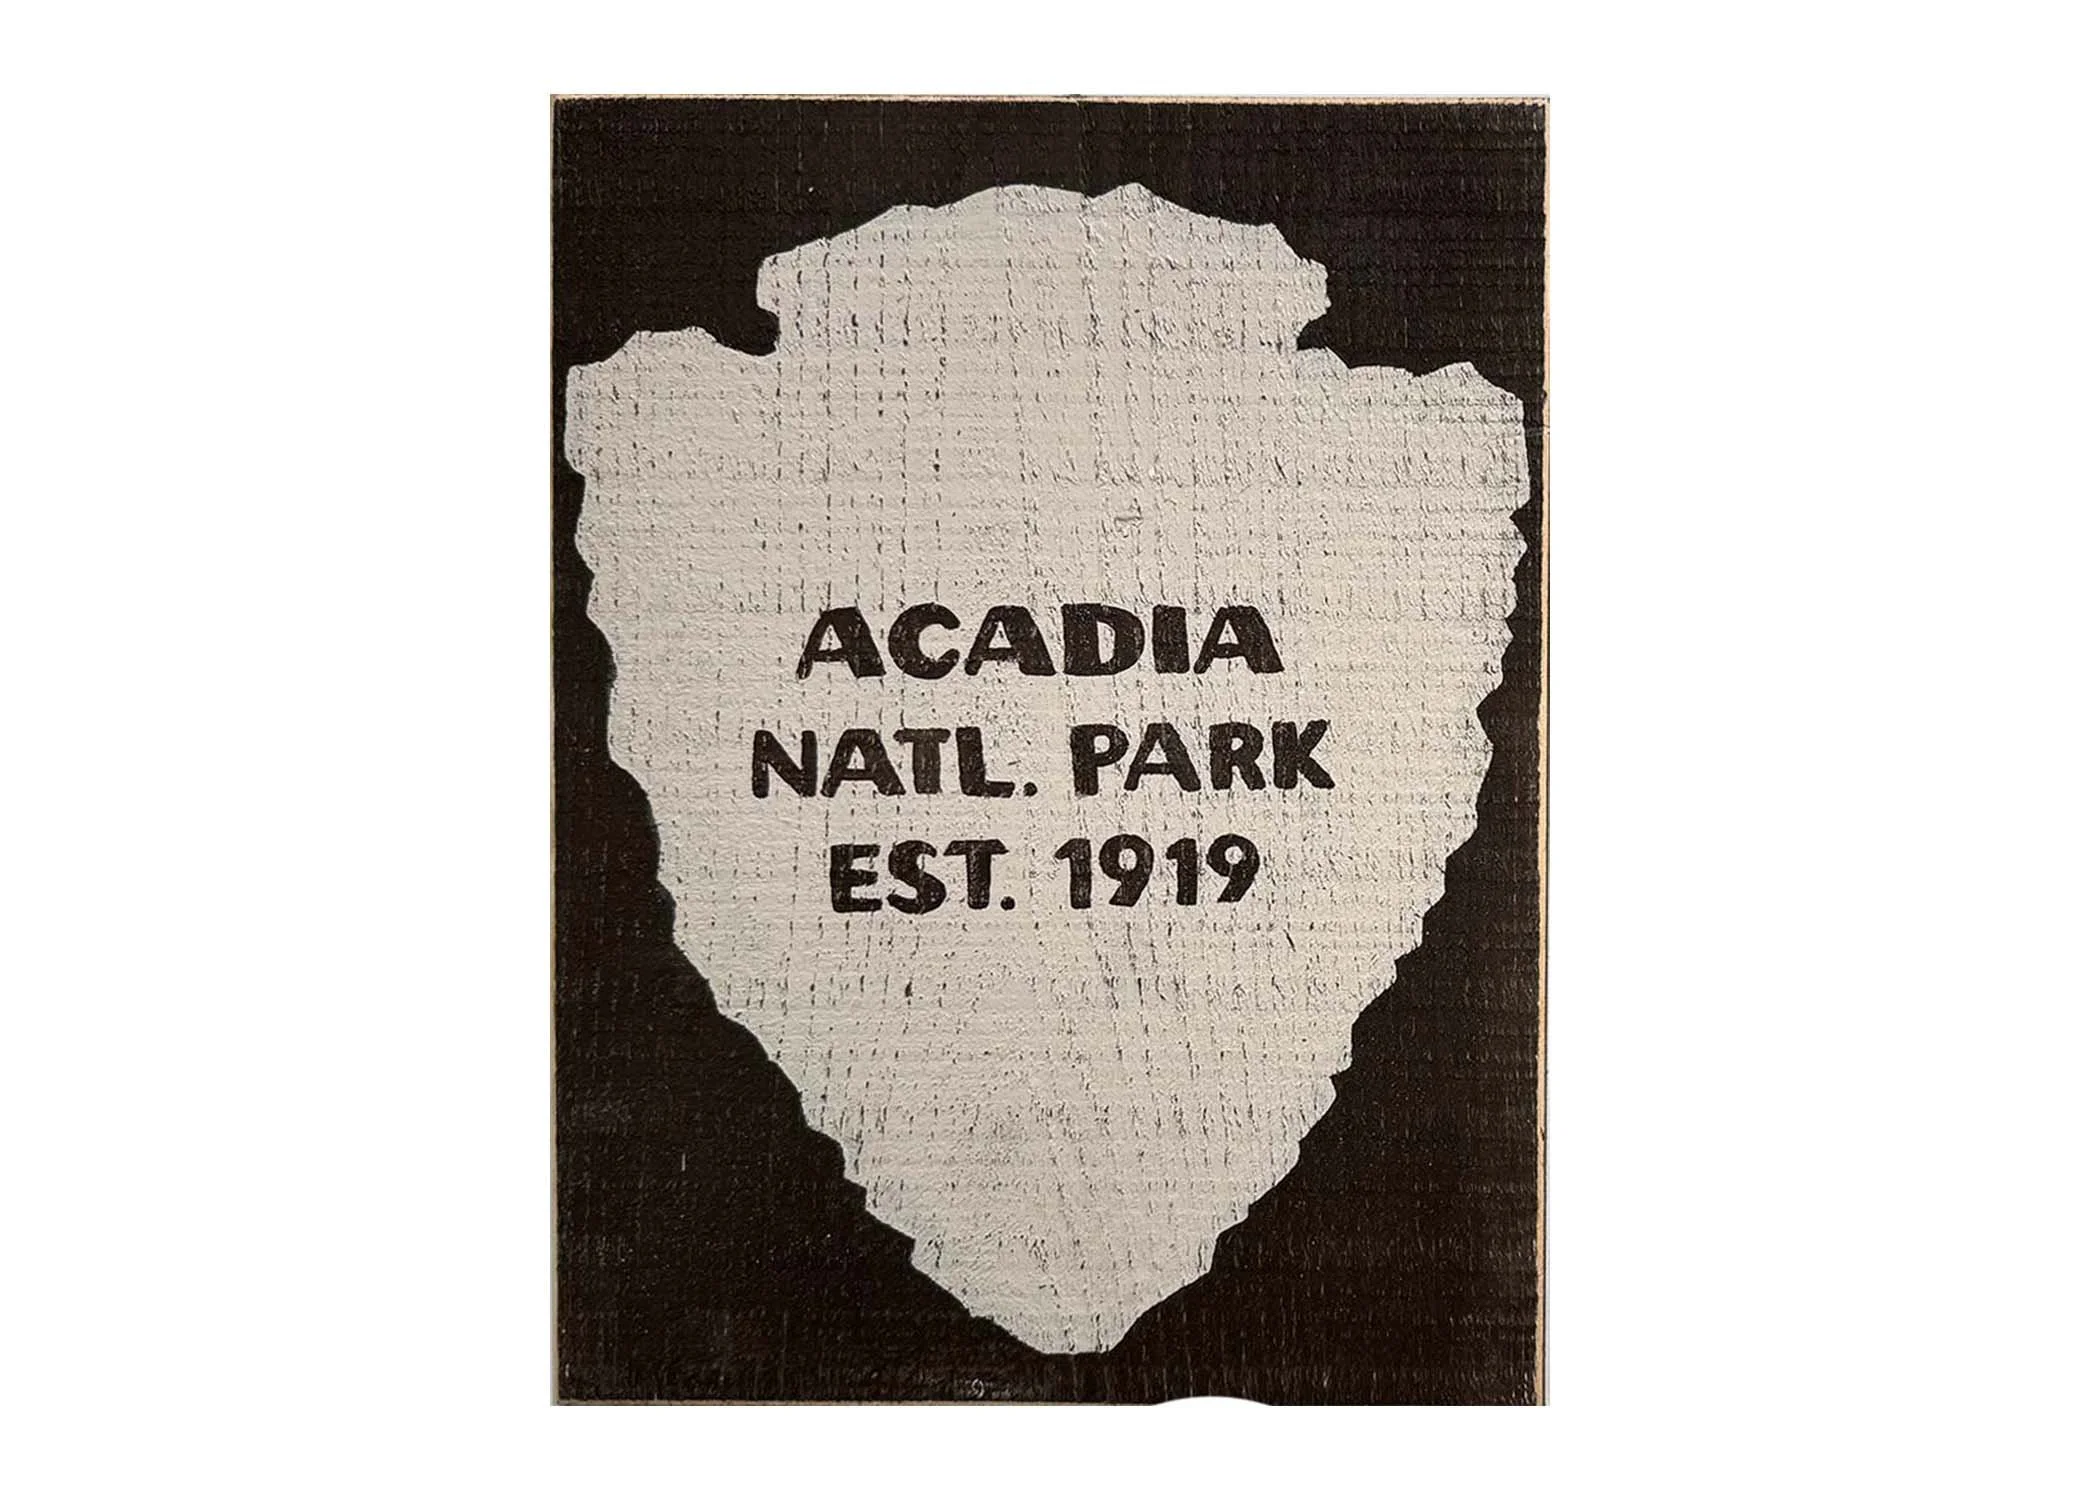 ACADIA
NATL. PARK
EST. 1919